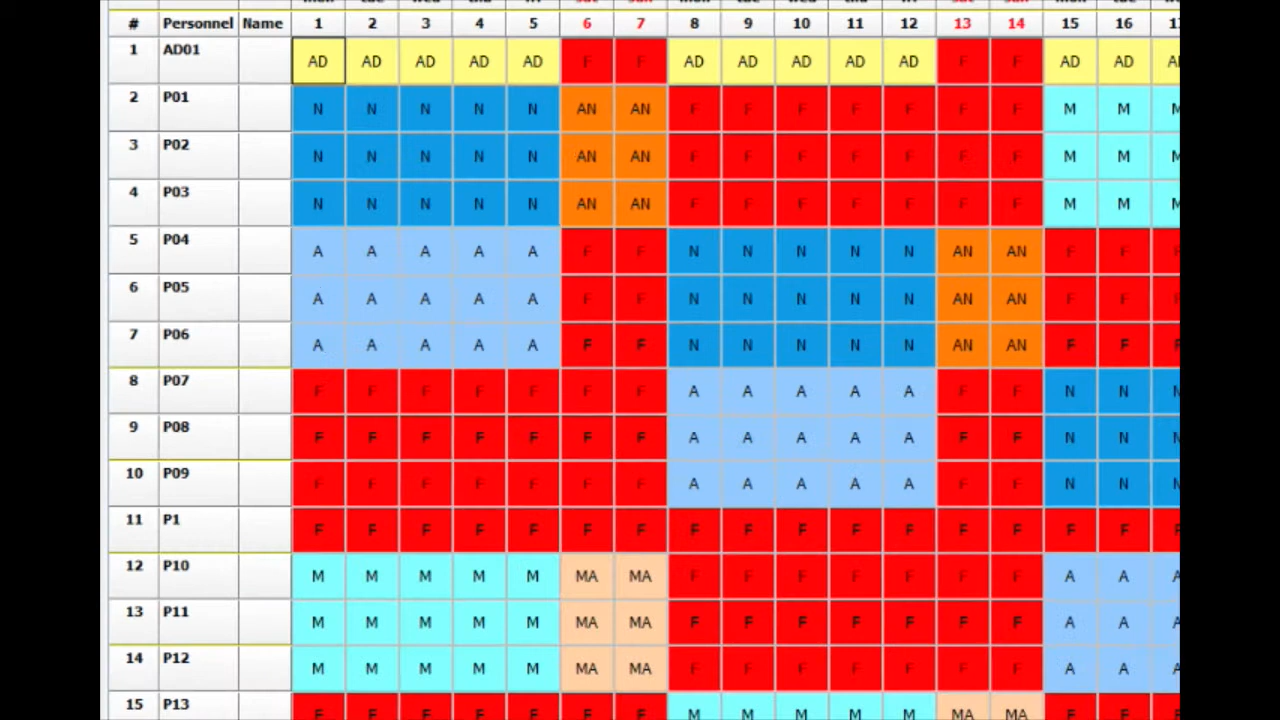 # Personnel Name 1 2 3 4 5 6 7 8 9 10 11 12 13 14 15 16
1 AD01 AD AD AD AD AD F F AD AD AD AD AD F F AD AD
2 P01 N N N N N AN AN F F F F F F F M M M
3 P02 N N N N N AN AN F F F F F F F M M M
4 P03 N N N N N AN AN F F F F F F F M M M
5 P04 A A A A A F F N N N N N AN AN F F F
6 P05 A A A A A F F N N N N N AN AN F F F
7 P06 A A A A A F F N N N N N AN AN F F F
8 P07 F F F F F F F A A A A A F F N N N
9 P08 F F F F F F F A A A A A F F N N N
10 P09 F F F F F F F A A A A A F F N N N
11 P1 F F F F F F F F F F F F F F F F F
12 P10 M M M M M MA MA F F F F F F F A A A
13 P11 M M M M M MA MA F F F F F F F A A A
14 P12 M M M M M MA MA F F F F F F F A A A
15 P13 F F F F F F F M M M M M MA MA F F F